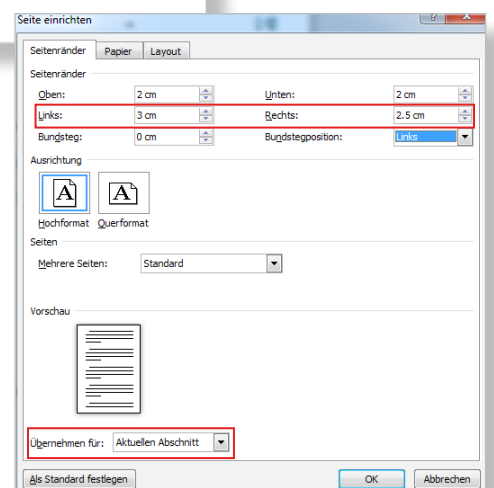 Seite einrichten
Seitenränder Papier Layout
Seitenränder
Oben: 2 cm Unten: 2 cm
Links: 3 cm Rechts: 2.5 cm
Bundsteg: 0 cm Bundstegposition: Links
Ausrichtung
A A
Hochformat Querformat
Seiten
Mehrere Seiten: Standard
Vorschau
Übernehmen für: Aktuellen Abschnitt
Als Standard festlegen OK Abbrechen